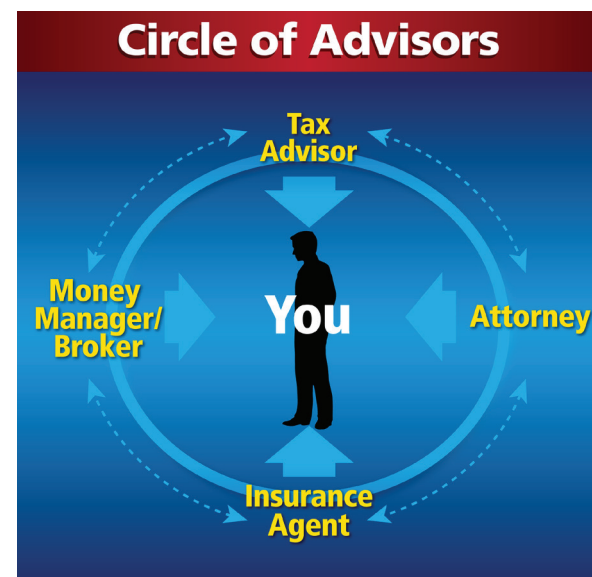 Circle of Advisors
Tax
Advisor
Money
Manager/
Broker
You
Attorney
Insurance
Agent